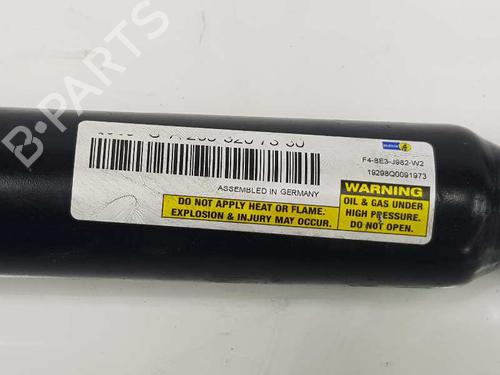 F4-BE3-J982-W2
19298Q0091973
ASSEMBLED IN GERMANY
WARNING
OIL & GAS UNDER
HIGH PRESSURE.
DO NOT OPEN.
DO NOT APPLY HEAT OR FLAME.
EXPLOSION & INJURY MAY OCCUR.
B-PARTS